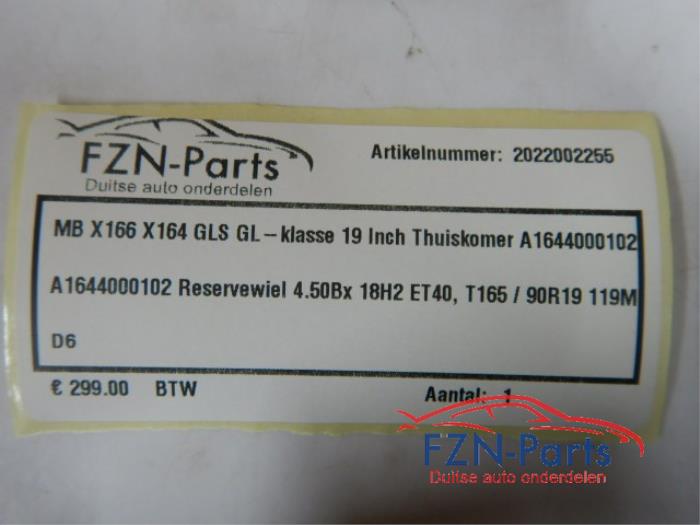 FZN-Parts
Duitse auto onderdelen
Artikelnummer: 2022002255
MB X166 X164 GLS GL-klasse 19 Inch Thuiskomer A1644000102
A1644000102 Reservewiel 4.50Bx 18H2 ET40, T165 / 90R19 119M
D6
€ 299.00 BTW
Aantal: 1
FZN-Parts
Duitse auto onderdelen